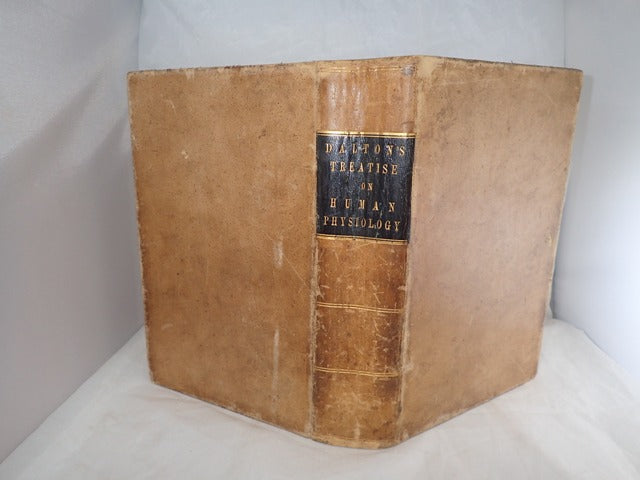 DALTON'S
TREATISE
ON
HUMAN
PHYSIOLOGY